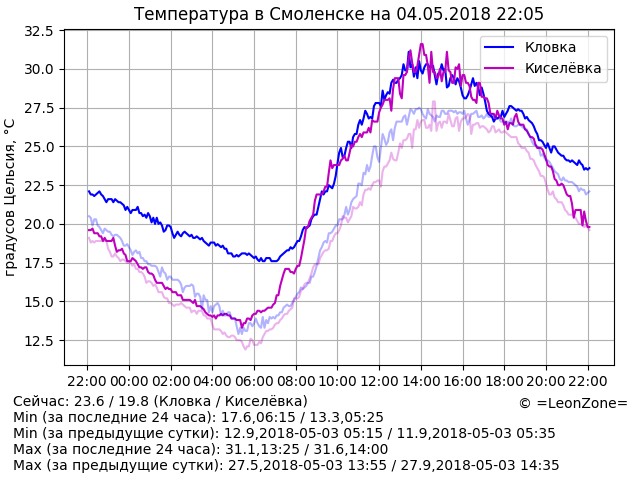 Температура в Смоленске на 04.05.2018 22:05
градусов Цельсия, °C
32.5
30.0
27.5
25.0
22.5
20.0
17.5
15.0
12.5
Кловка
Киселёвка
22:00 00:00 02:00 04:00 06:00 08:00 10:00 12:00 14:00 16:00 18:00 20:00 22:00
Сейчас: 23.6 / 19.8 (Кловка / Киселёвка)
© =LeonZone=
Min (за последние 24 часа): 17.6,06:15 / 13.3,05:25
Min (за предыдущие сутки): 12.9,2018-05-03 05:15 / 11.9,2018-05-03 05:35
Max (за последние 24 часа): 31.1,13:25 / 31.6,14:00
Max (за предыдущие сутки): 27.5,2018-05-03 13:55 / 27.9,2018-05-03 14:35